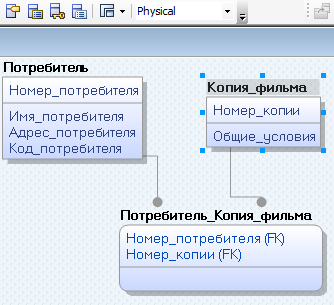 Physical
Потребитель
Номер_потребителя
Имя_потребителя
Адрес_потребителя
Код_потребителя
Копия_фильма
Номер_копии
Общие_условия
Потребитель_Копия_фильма
Номер_потребителя (FK)
Номер_копии (FK)